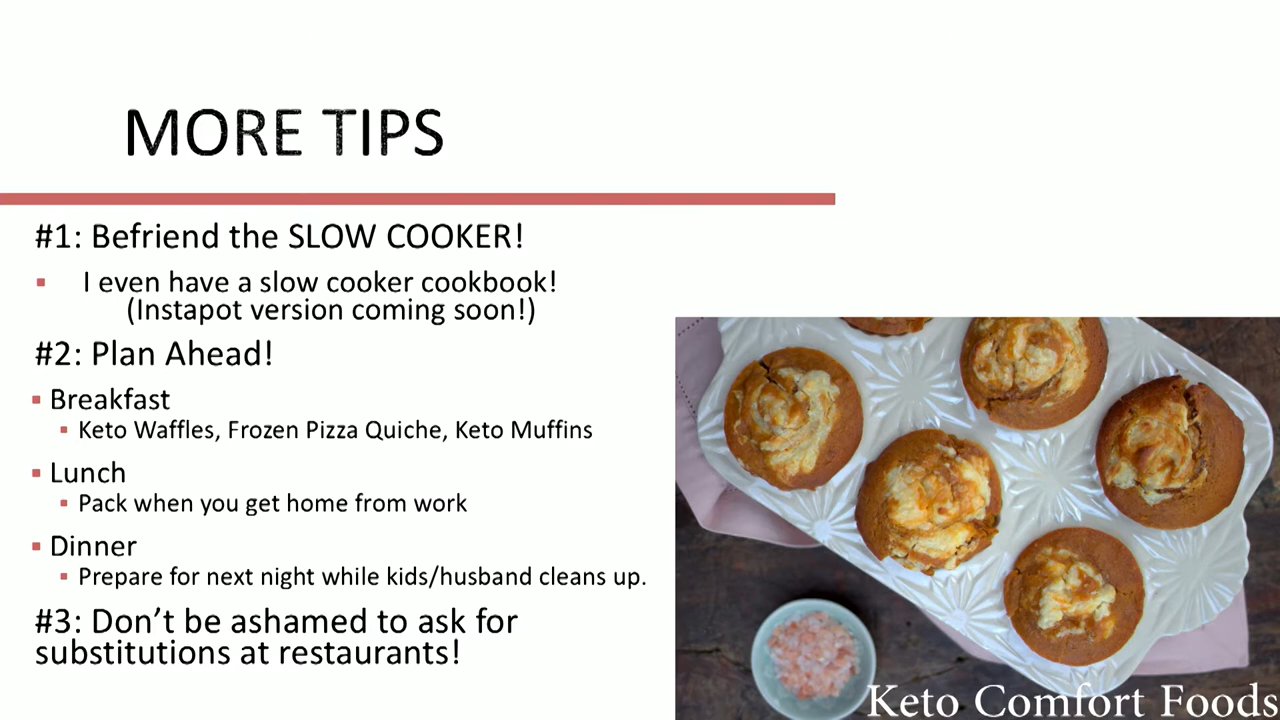 MORE TIPS
#1: Befriend the SLOW COOKER!
▪ I even have a slow cooker cookbook!
(Instapot version coming soon!)
#2: Plan Ahead!
▪ Breakfast
▪ Keto Waffles, Frozen Pizza Quiche, Keto Muffins
▪ Lunch
▪ Pack when you get home from work
▪ Dinner
▪ Prepare for next night while kids/husband cleans up.
#3: Don’t be ashamed to ask for
substitutions at restaurants!
Keto Comfort Foods